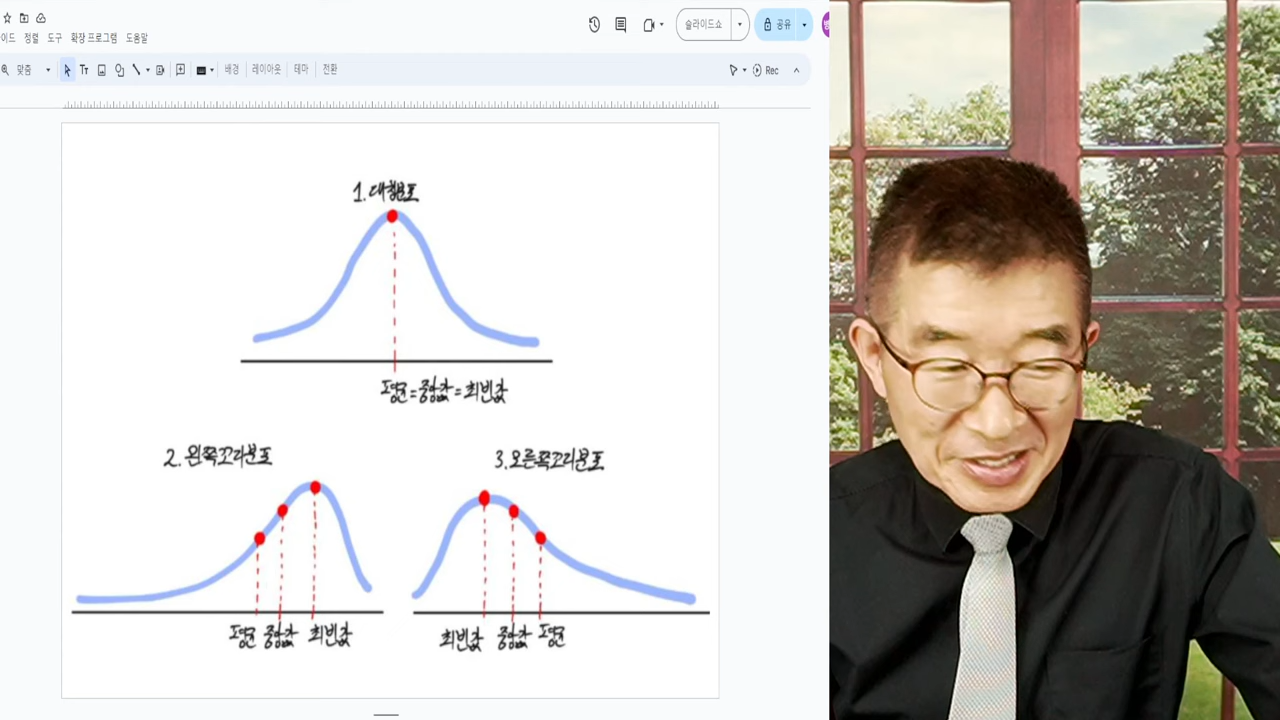 이드 정렬 도구 확장 프로그램 도움말
슬라이드쇼
공유
맞춤
Tr
배경
레이아웃
테마
전환
Rec
1. 대형분포
평균=중앙값=최빈값
2. 왼쪽꼬리분포
3. 오른쪽꼬리분포
평균 중앙값 최빈값
최빈값 중앙값 평균